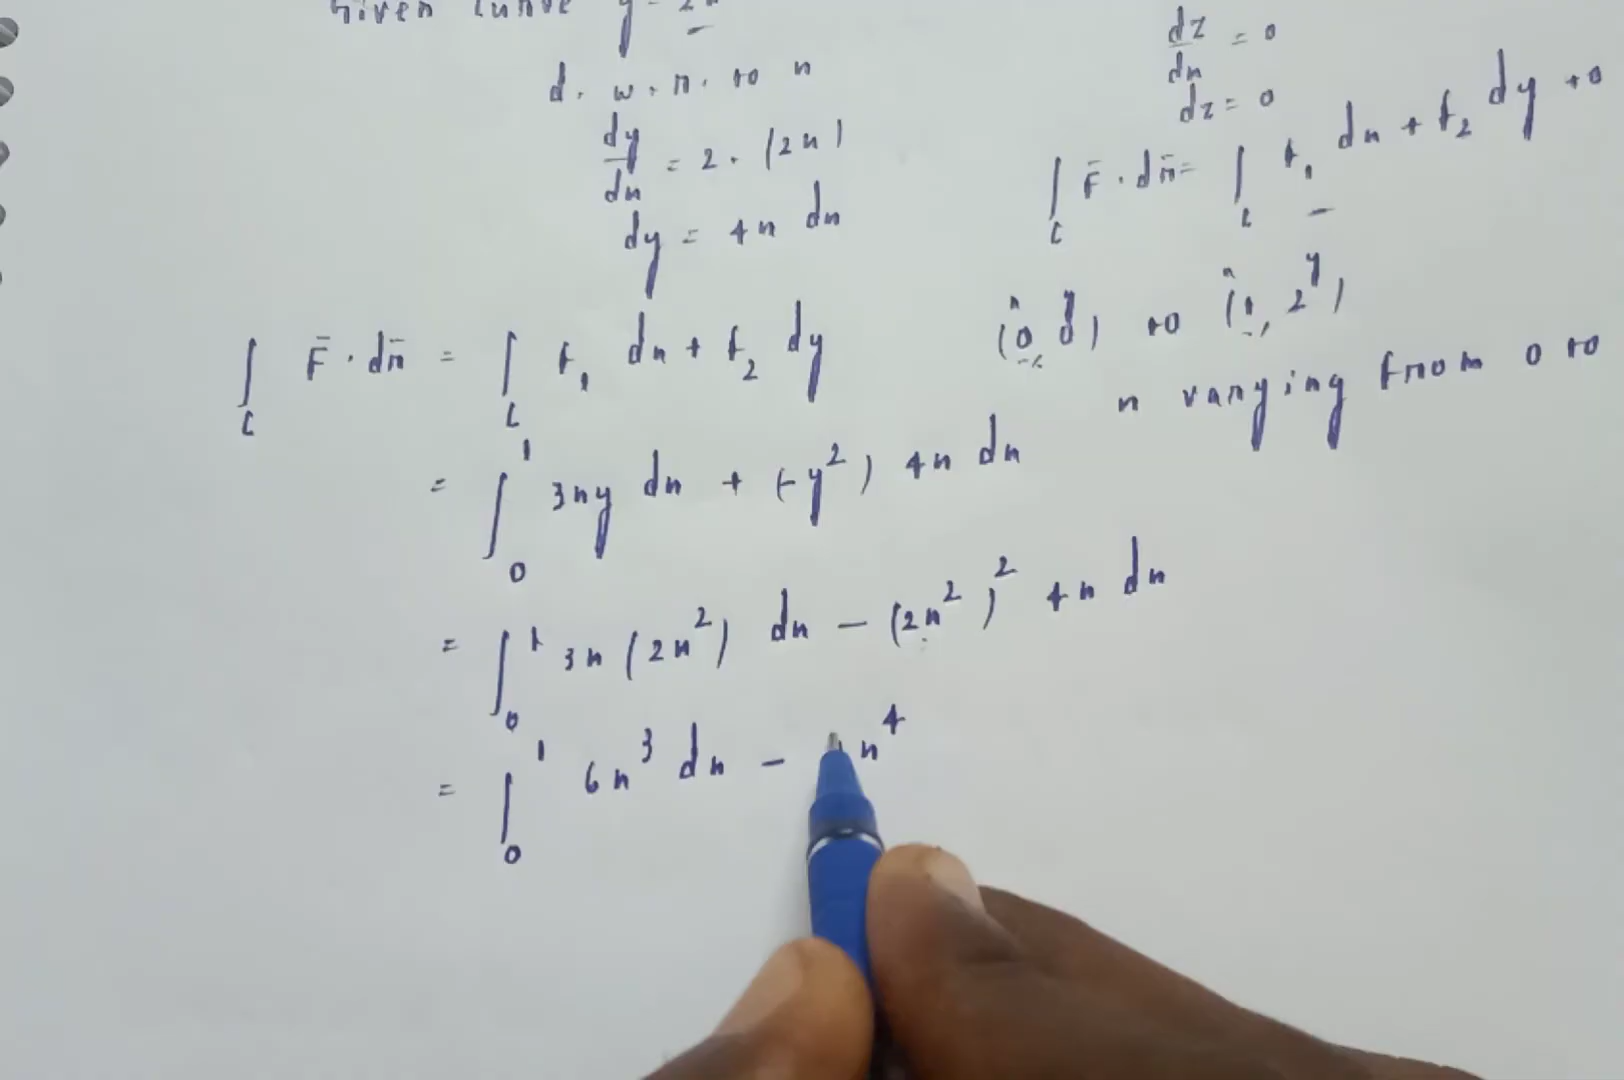 Given curve y = 2x
d. w. r. to x
dy/dx = 2 . (2x)
dy = 4x dx
dz/dx = 0
dz = 0
∫_C F̄ . dr̄ = ∫_C f₁ dx + f₂ dy + 0
∫_C F̄ . dr̄ = ∫_C f₁ dx + f₂ dy
x y x y
(0 0) to (1, 2)
x varying from 0 to
= ∫₀¹ 3xy dx + (-y²) 4x dx
= ∫₀¹ 3x (2x²) dx - (2x²)² 4x dx
= ∫₀¹ 6x³ dx - x⁴